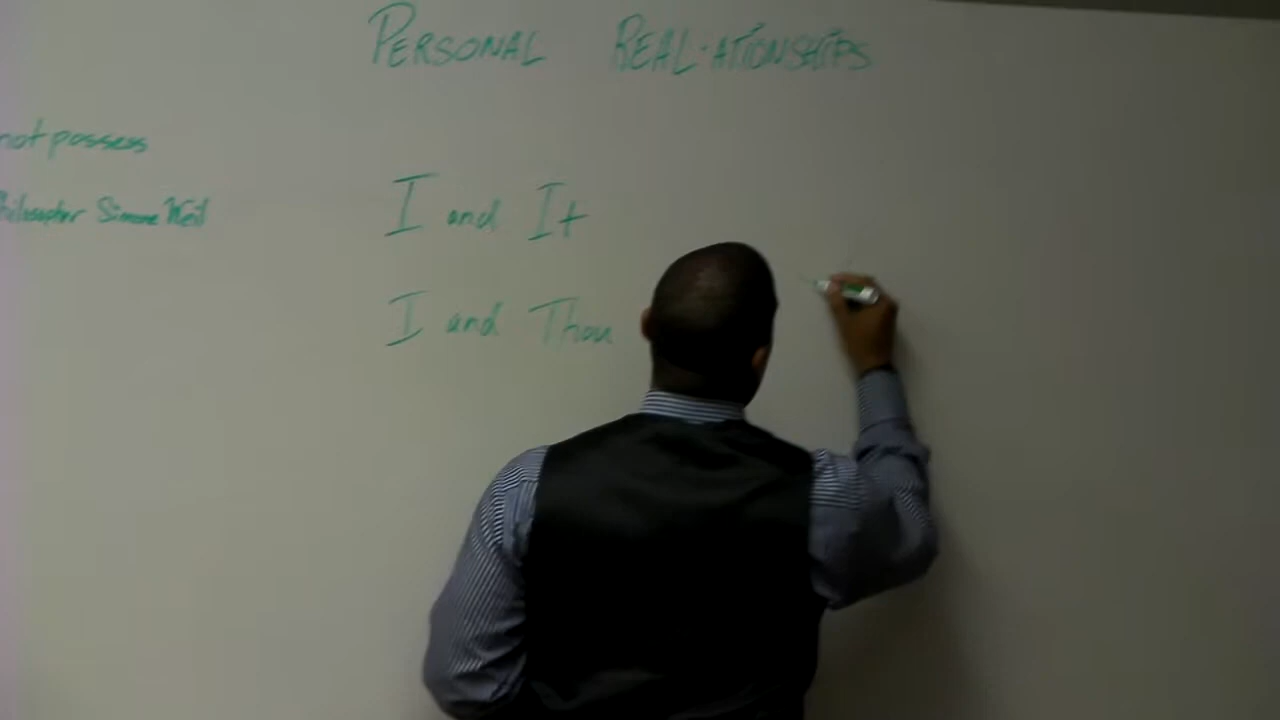 PERSONAL REAL-ATIONSHIPS
not possess
Philosopher Simone Weil
I and It
I and Thou